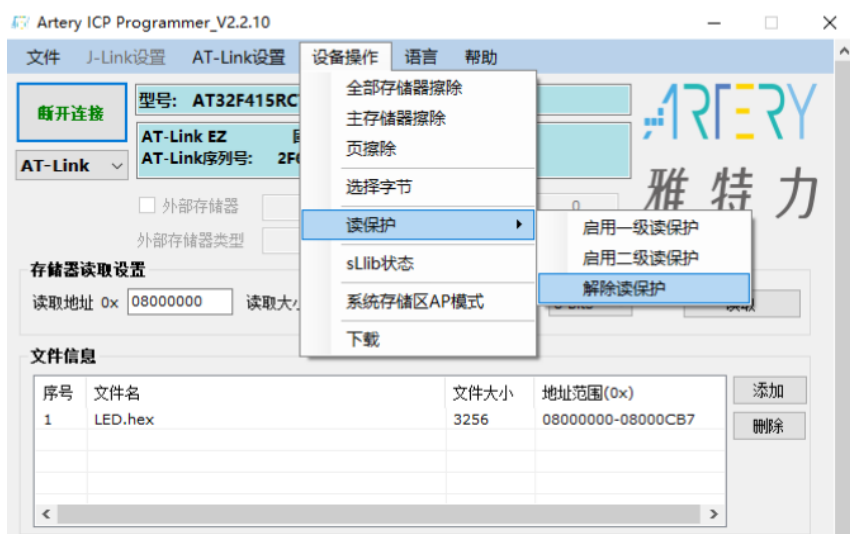 Artery ICP Programmer_V2.2.10
文件 J-Link设置 AT-Link设置 设备操作 语言 帮助
断开连接
型号: AT32F415RC
AT-Link EZ
AT-Link序列号: 2F
AT-Link
ARTERY
雅特力
全部存储器擦除
主存储器擦除
页擦除
选择字节
读保护
sLlib状态
系统存储区AP模式
下载
启用一级读保护
启用二级读保护
解除读保护
外部存储器
0
外部存储器类型
存储器读取设置
读取地址 0x 08000000 读取大
读取
文件信息
序号 文件名 文件大小 地址范围(0x)
1 LED.hex 3256 08000000-08000CB7
添加
删除